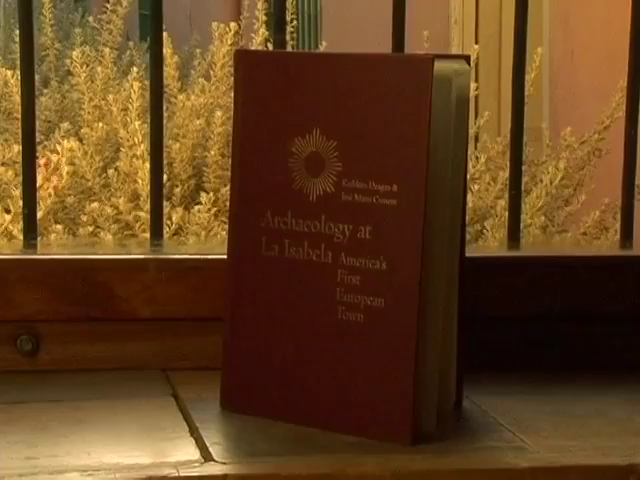 Kathleen Deagan &
José María Cruxent
Archaeology at
La Isabela America's
First
European
Town